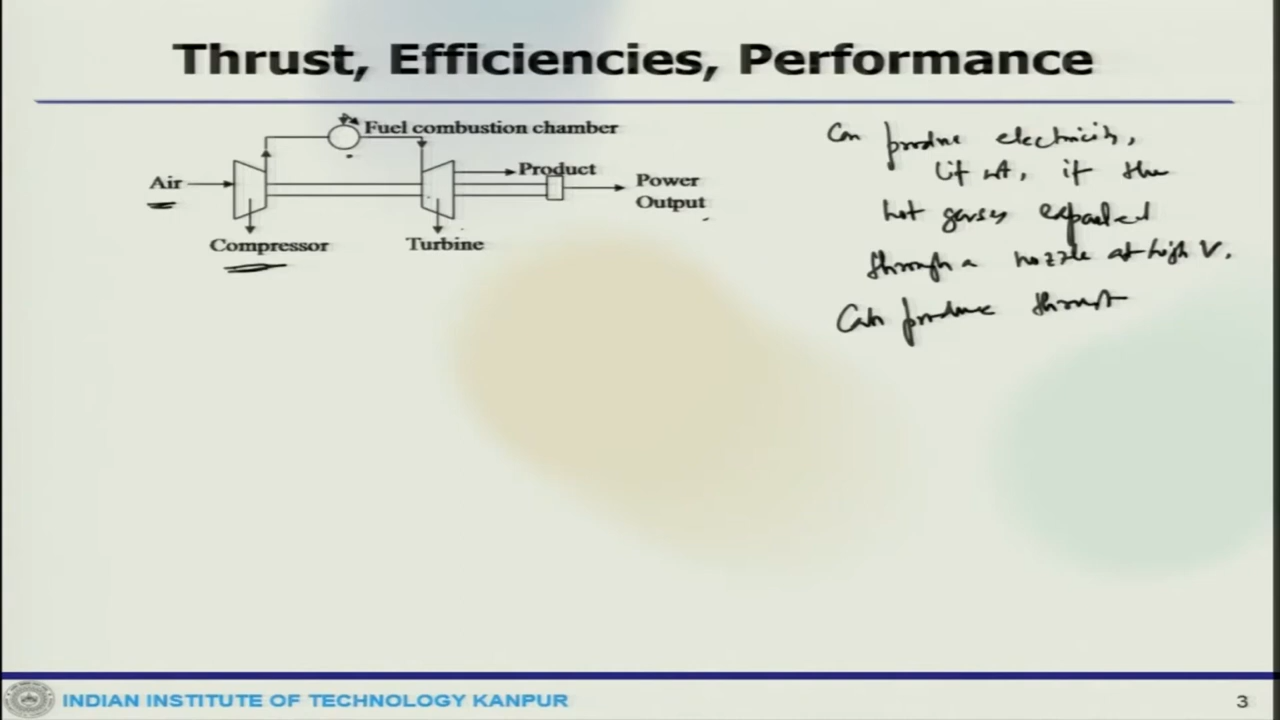 Thrust, Efficiencies, Performance
Fuel combustion chamber
Air
Product
Power
Output
Compressor
Turbine
Can produce electricity,
lift wt, if the
hot gases expanded
through a nozzle at high V.
Can produce thrust
INDIAN INSTITUTE OF TECHNOLOGY KANPUR
3